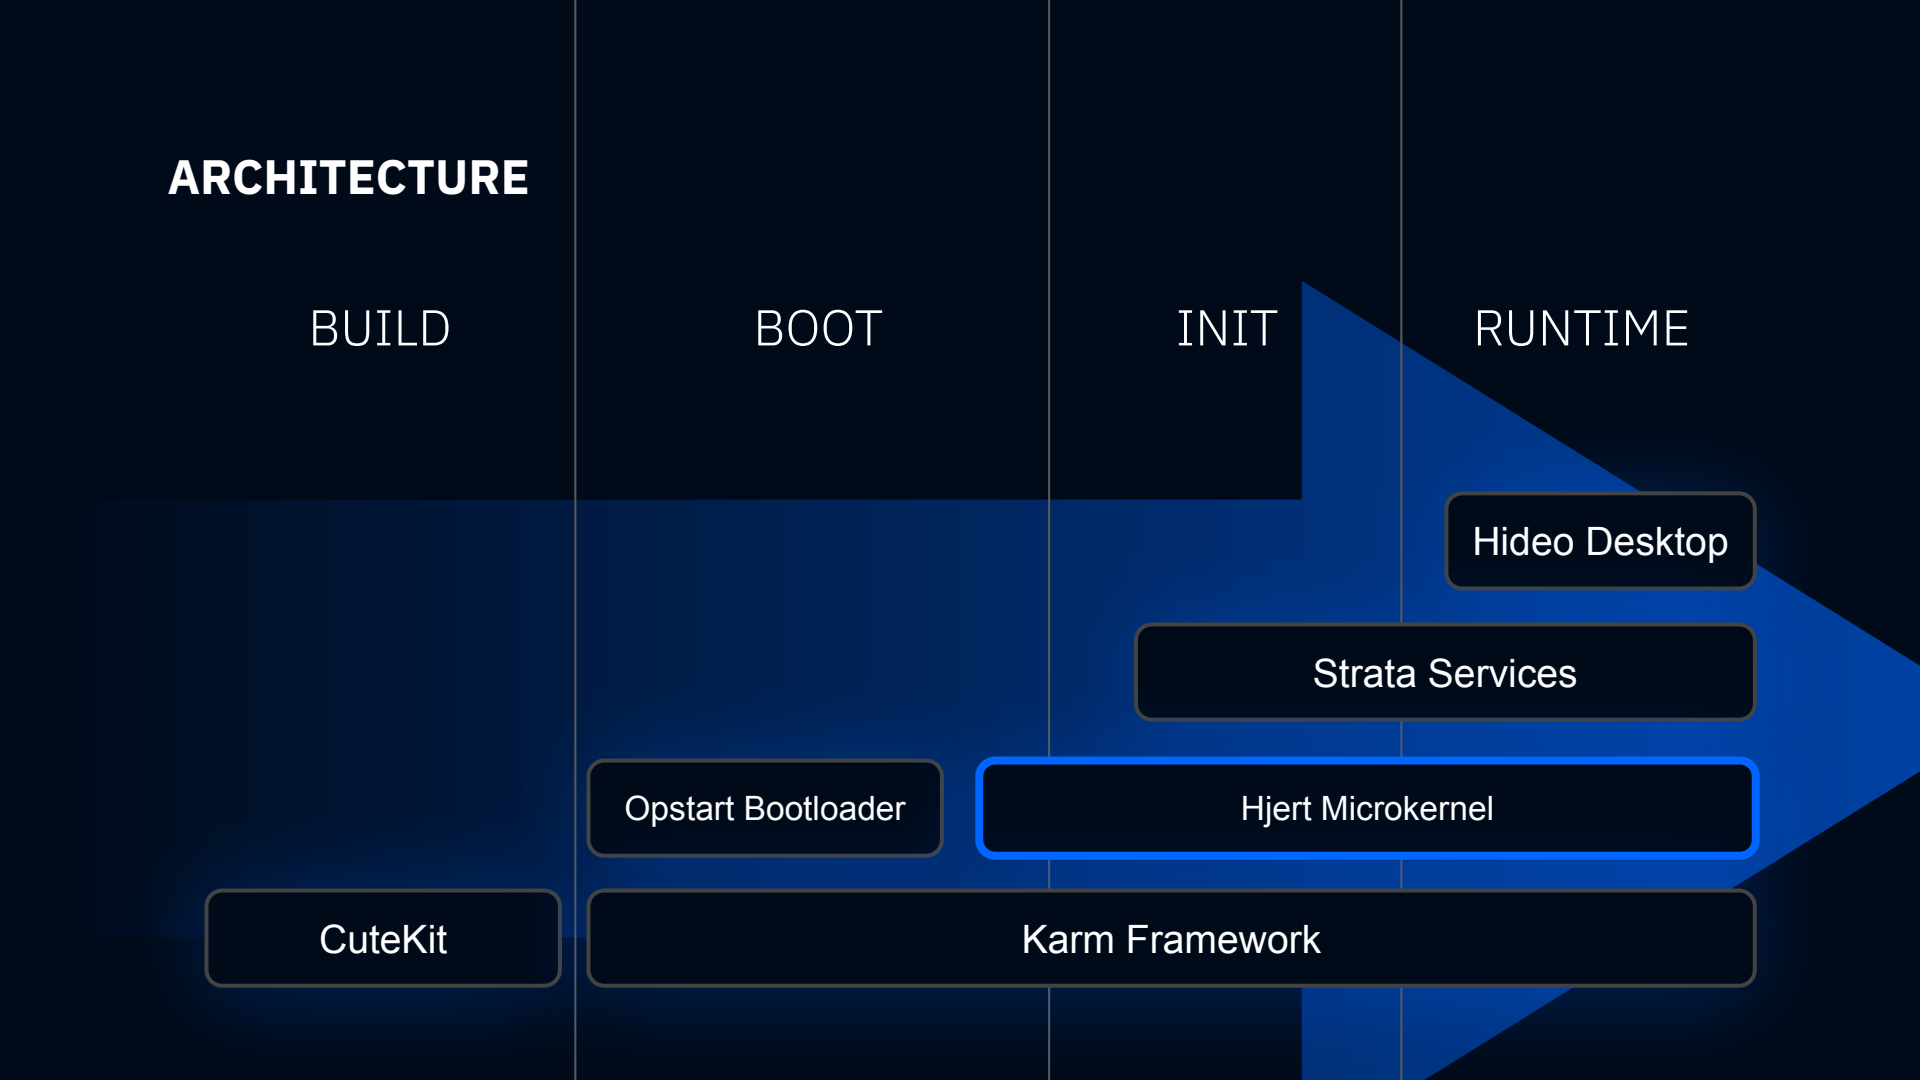 ARCHITECTURE
BUILD
BOOT
INIT
RUNTIME
Hideo Desktop
Strata Services
Opstart Bootloader
Hjert Microkernel
CuteKit
Karm Framework